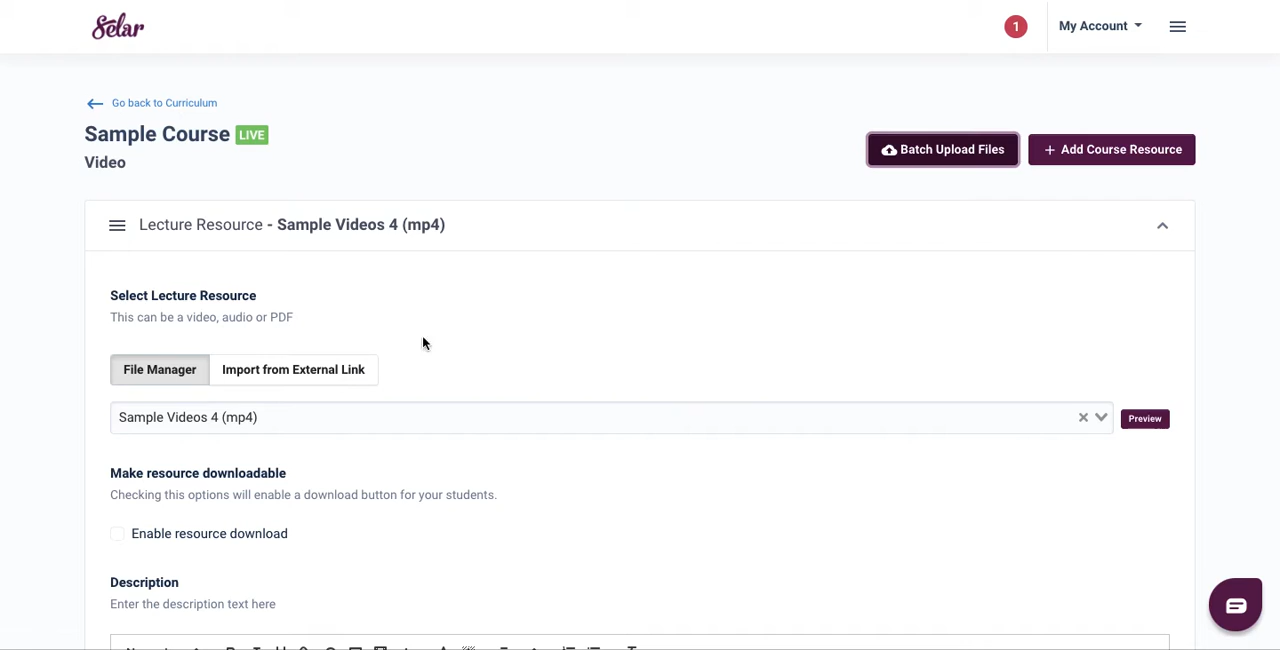 Selar
1
My Account
Go back to Curriculum
Sample Course LIVE
Video
Batch Upload Files
+ Add Course Resource
Lecture Resource - Sample Videos 4 (mp4)
Select Lecture Resource
This can be a video, audio or PDF
File Manager
Import from External Link
Sample Videos 4 (mp4)
Preview
Make resource downloadable
Checking this options will enable a download button for your students.
Enable resource download
Description
Enter the description text here